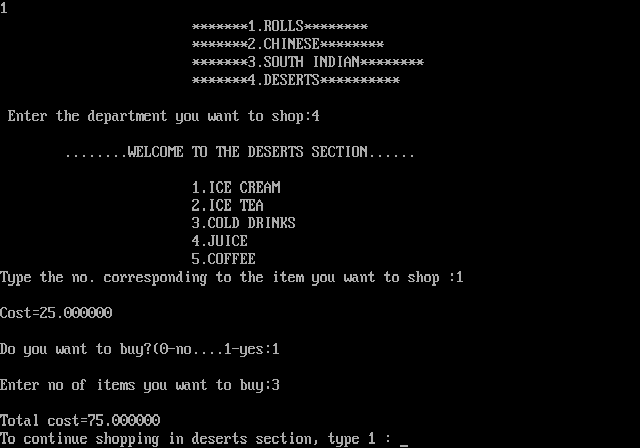 1
*******1.ROLLS********
*******2.CHINESE********
*******3.SOUTH INDIAN********
*******4.DESERTS**********
Enter the department you want to shop:4
........WELCOME TO THE DESERTS SECTION......
1.ICE CREAM
2.ICE TEA
3.COLD DRINKS
4.JUICE
5.COFFEE
Type the no. corresponding to the item you want to shop :1
Cost=25.000000
Do you want to buy?(0-no....1-yes:1
Enter no of items you want to buy:3
Total cost=75.000000
To continue shopping in deserts section, type 1 : _